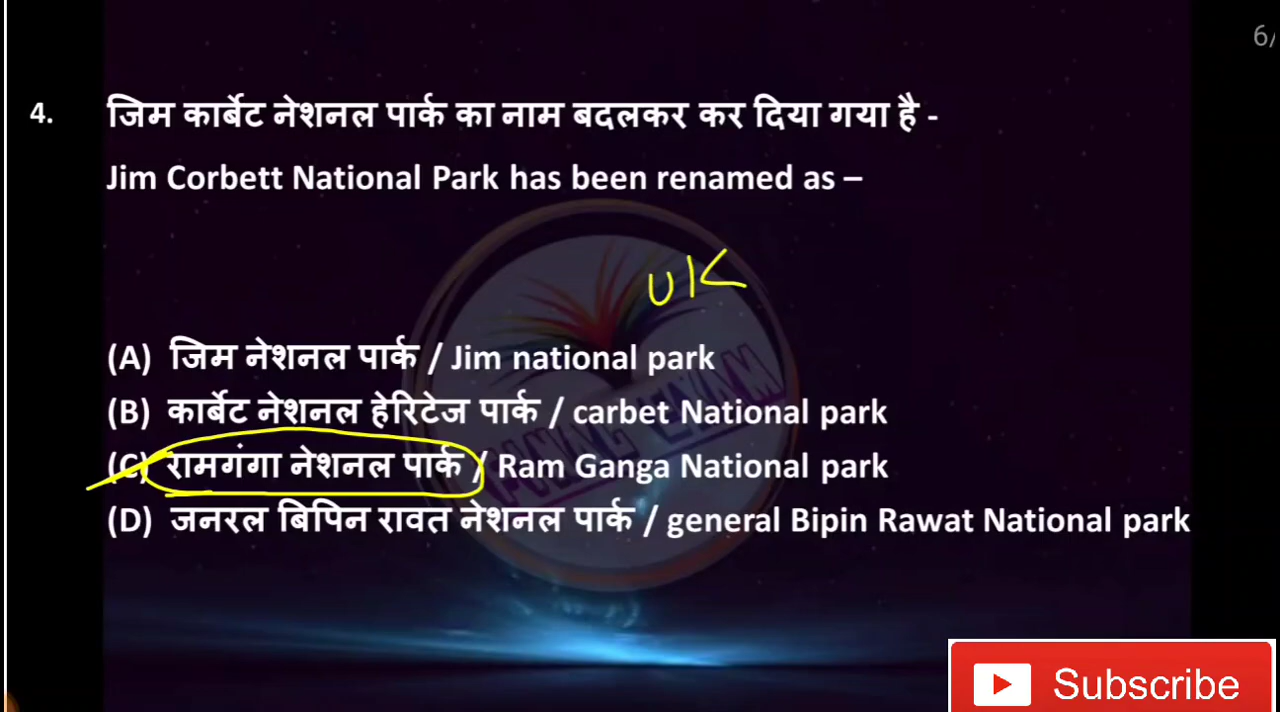 6/
4. जिम कार्बेट नेशनल पार्क का नाम बदलकर कर दिया गया है -
Jim Corbett National Park has been renamed as –
UK
(A) जिम नेशनल पार्क / Jim national park
(B) कार्बेट नेशनल हेरिटेज पार्क / carbet National park
(C) रामगंगा नेशनल पार्क / Ram Ganga National park
(D) जनरल बिपिन रावत नेशनल पार्क / general Bipin Rawat National park
Subscribe